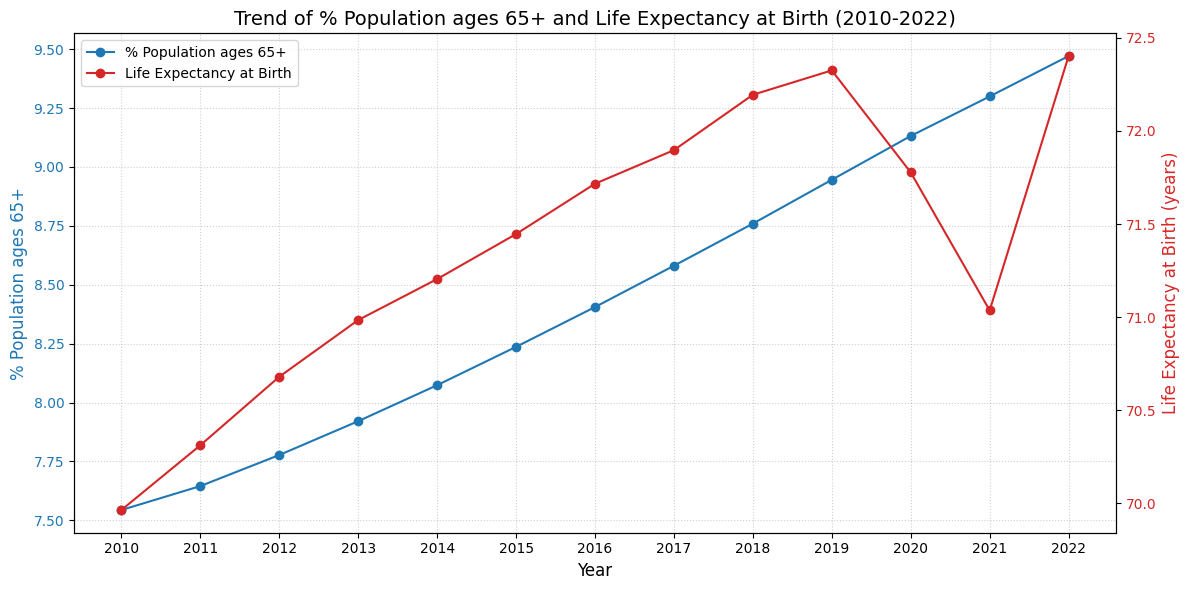 Trend of % Population ages 65+ and Life Expectancy at Birth (2010-2022)
% Population ages 65+
Life Expectancy at Birth
% Population ages 65+
9.50
9.25
9.00
8.75
8.50
8.25
8.00
7.75
7.50
72.5
72.0
71.5
71.0
70.5
70.0
Life Expectancy at Birth (years)
2010 2011 2012 2013 2014 2015 2016 2017 2018 2019 2020 2021 2022
Year